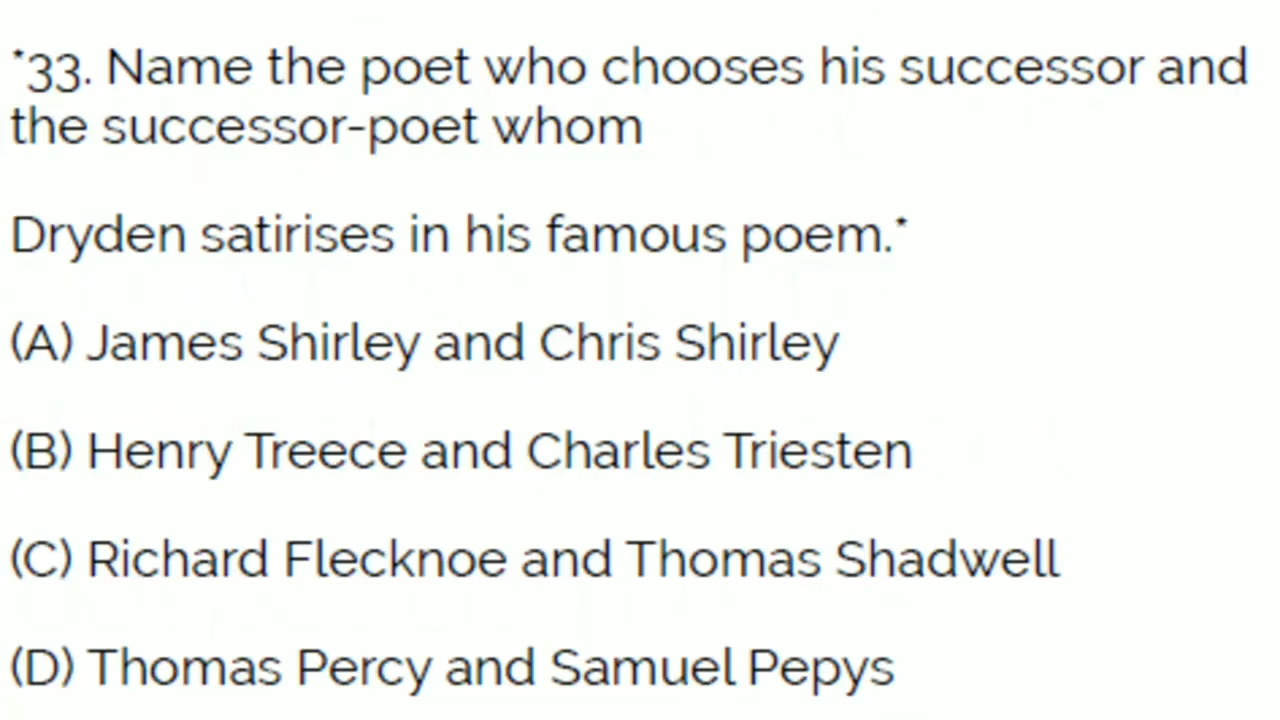 *33. Name the poet who chooses his successor and
the successor-poet whom
Dryden satirises in his famous poem.*
(A) James Shirley and Chris Shirley
(B) Henry Treece and Charles Triesten
(C) Richard Flecknoe and Thomas Shadwell
(D) Thomas Percy and Samuel Pepys